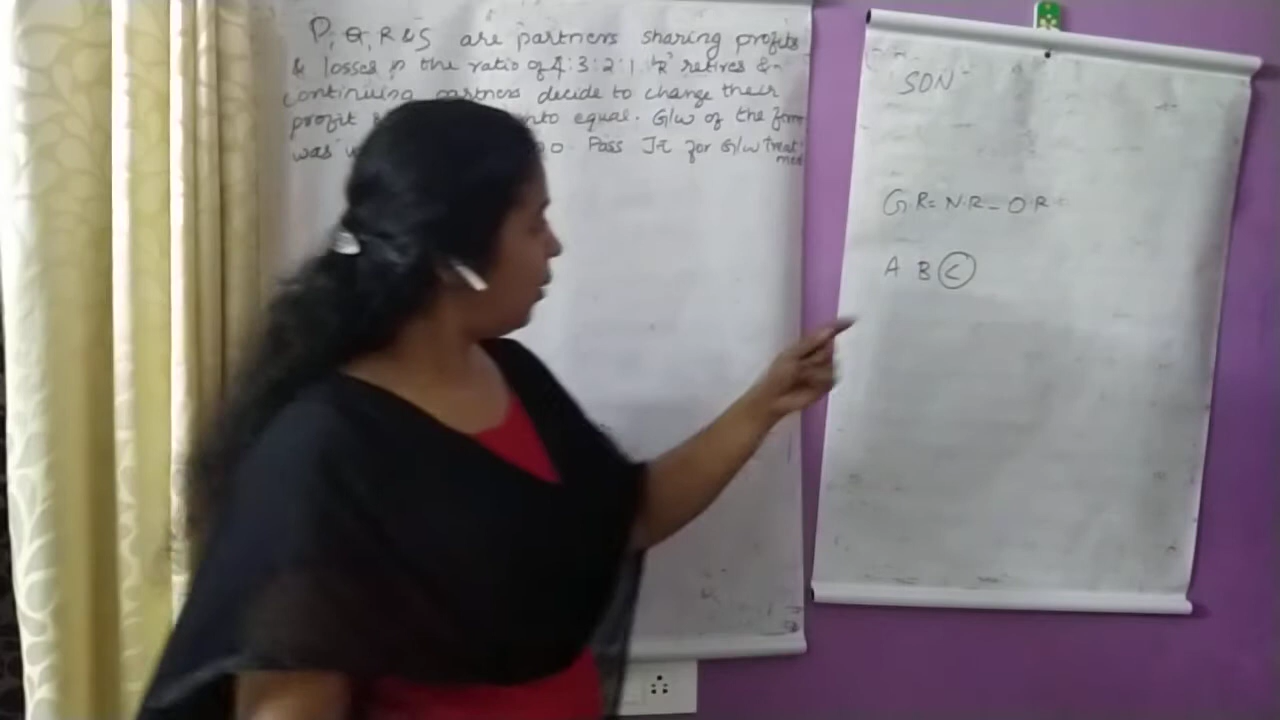 P, Q, R & S are partners sharing profits
& losses in the ratio of 4:3:2:1. 'R' retires &
continuing partners decide to change their
profit into equal. G/w of the firm
was Pass JE for G/w treat
ment
SON
G.R = N.R - O.R
A B C